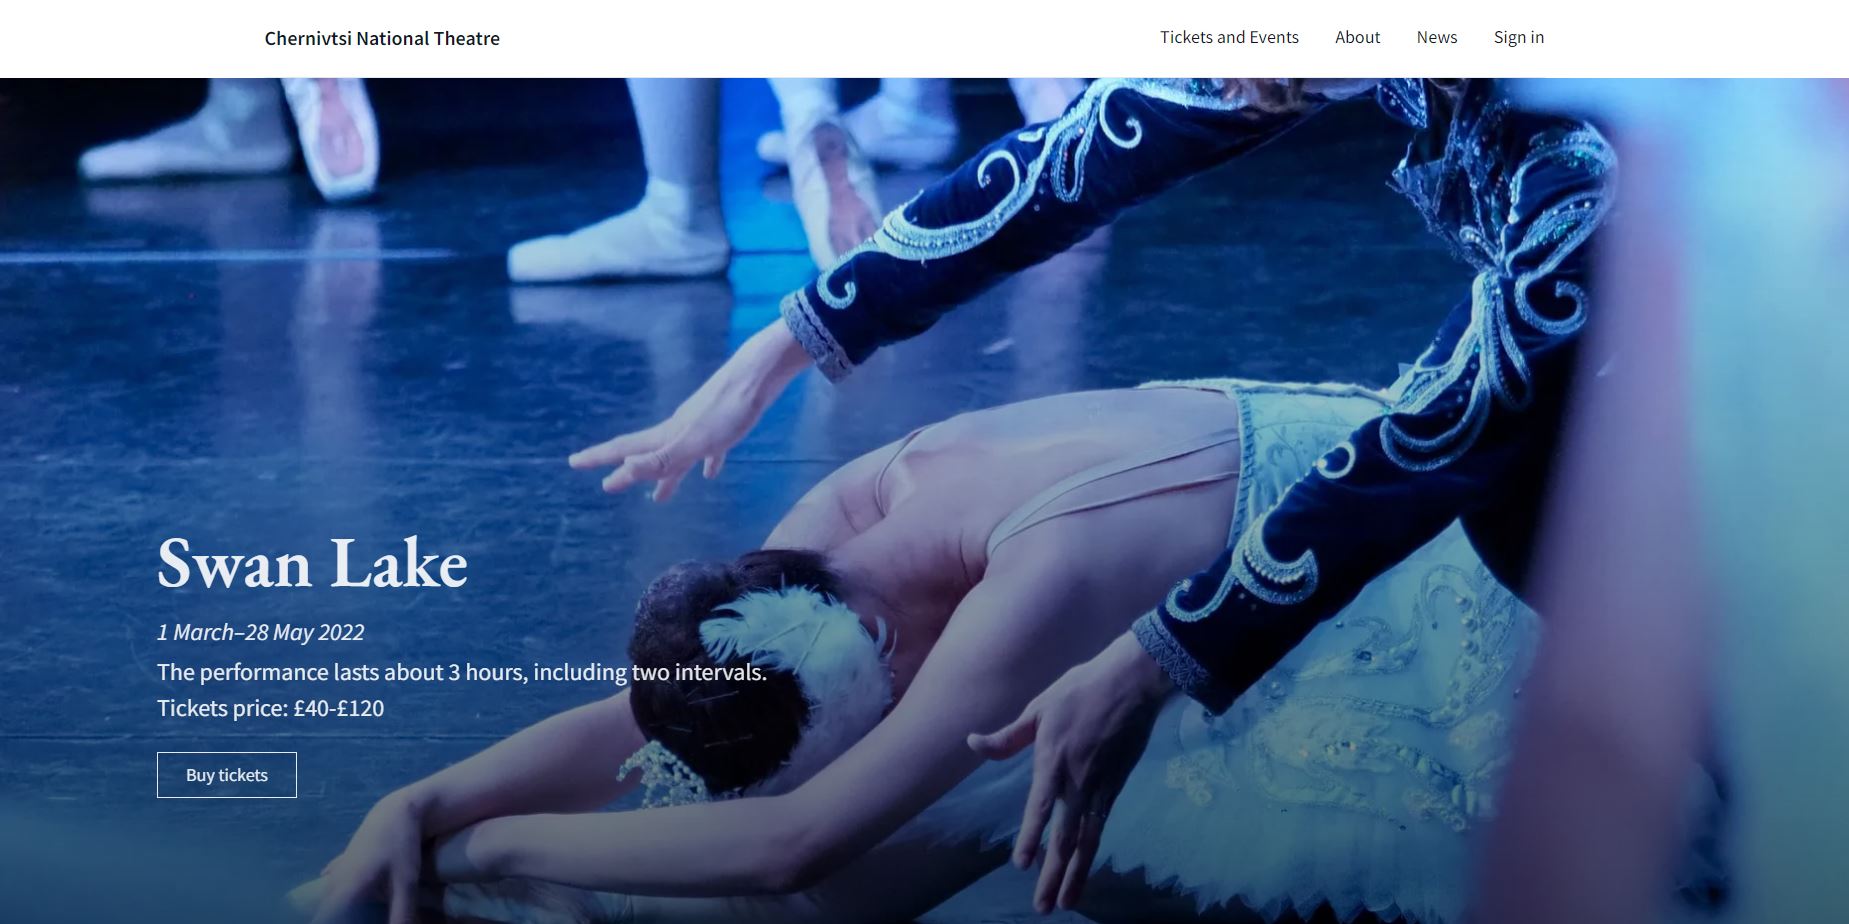 Chernivtsi National Theatre
Tickets and Events About News Sign in
Swan Lake
1 March–28 May 2022
The performance lasts about 3 hours, including two intervals.
Tickets price: £40-£120
Buy tickets